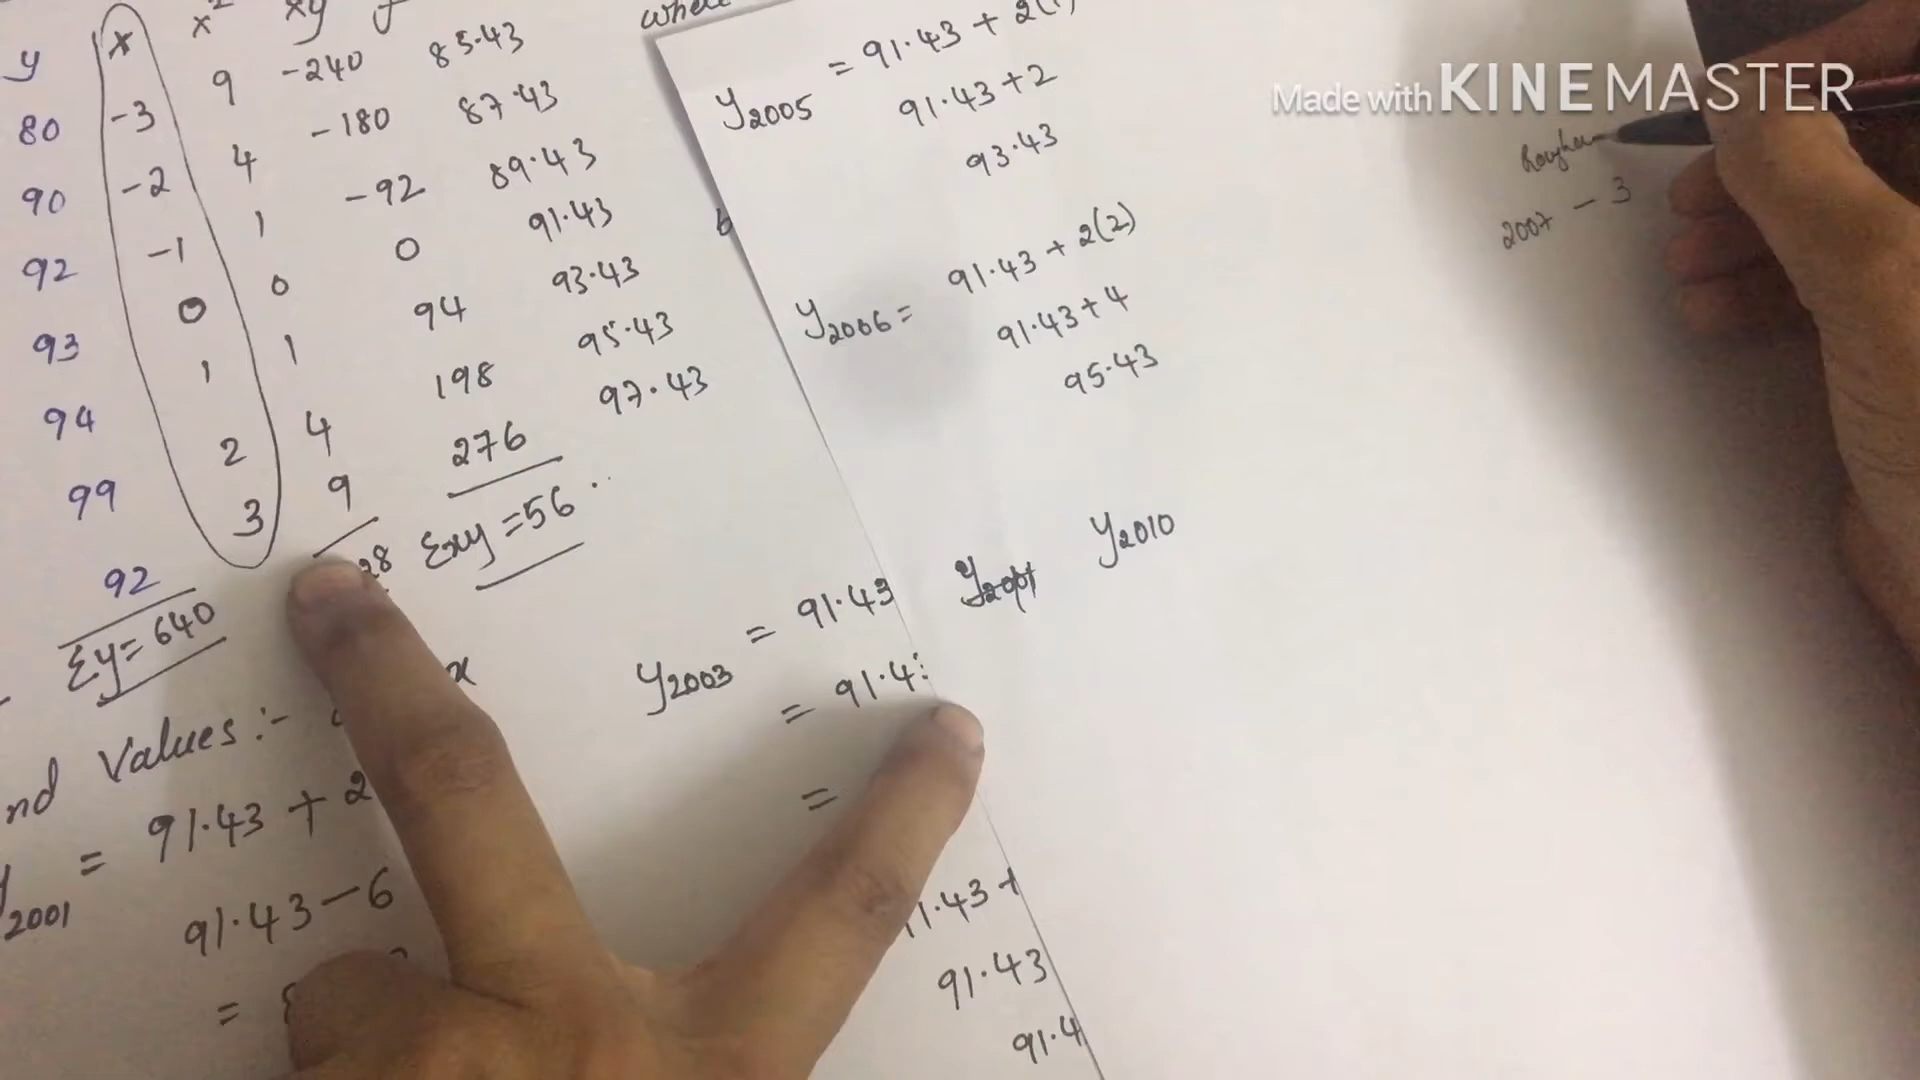 y x x² xy
80 -3 9 -240 85.43
90 -2 4 -180 87.43
92 -1 1 -92 89.43
93 0 0 0 91.43
94 1 1 94 93.43
99 2 4 198 95.43
92 3 9 276 97.43
Σy = 640 28 Σxy = 56
Values :-
= 91.43 + 2
2001
91.43 - 6
=
x
y2003 = 91.43
= 91.4
=
91.43
91.4
b
y2005 = 91.43 + 2(
91.43 + 2
93.43
y2006 = 91.43 + 2(2)
91.43 + 4
95.43
y2010
2007 - 3
Made with KINEMASTER